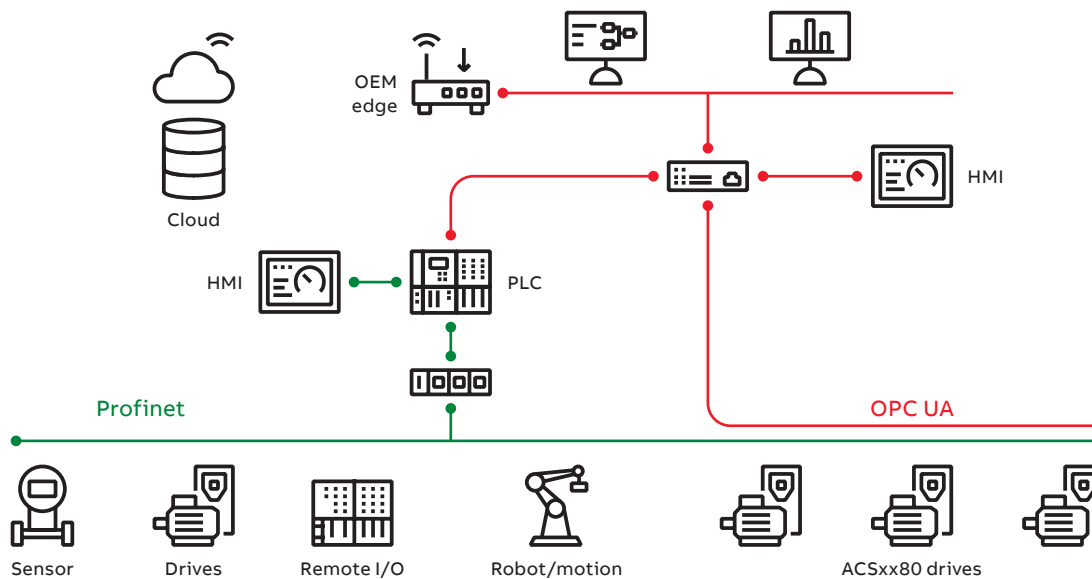 OEM
edge
HMI
Cloud
HMI
PLC
Profinet
OPC UA
Sensor
Drives
Remote I/O
Robot/motion
ACSxx80 drives